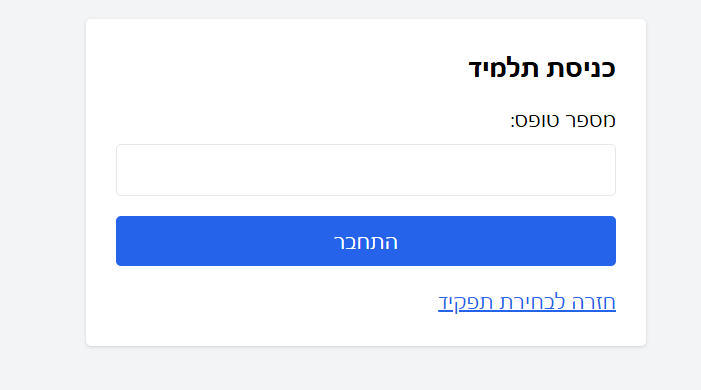 כניסת תלמיד
מספר טופס:
התחבר
חזרה לבחירת תפקיד